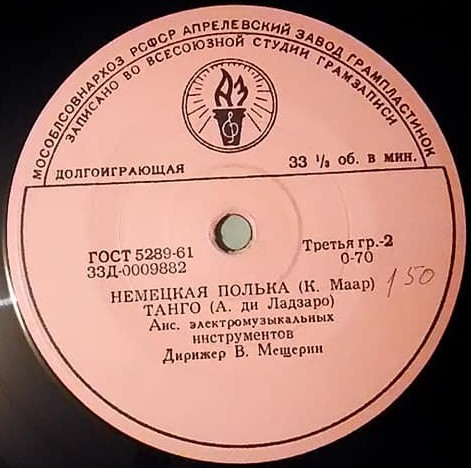 МОСОБЛСОВНАРХОЗ РСФСР АПРЕЛЕВСКИЙ ЗАВОД ГРАМПЛАСТИНОК
ЗАПИСАНО ВО ВСЕСОЮЗНОЙ СТУДИИ ГРАМЗАПИСИ
АЗ
ДОЛГОИГРАЮЩАЯ 33 1/3 об. в мин.
ГОСТ 5289-61 Третья гр.-2
33Д-0009882 0-70
НЕМЕЦКАЯ ПОЛЬКА (К. Маар)
ТАНГО (А. ди Ладзаро)
Анс. электромузыкальных
инструментов
Дирижер В. Мещерин
150